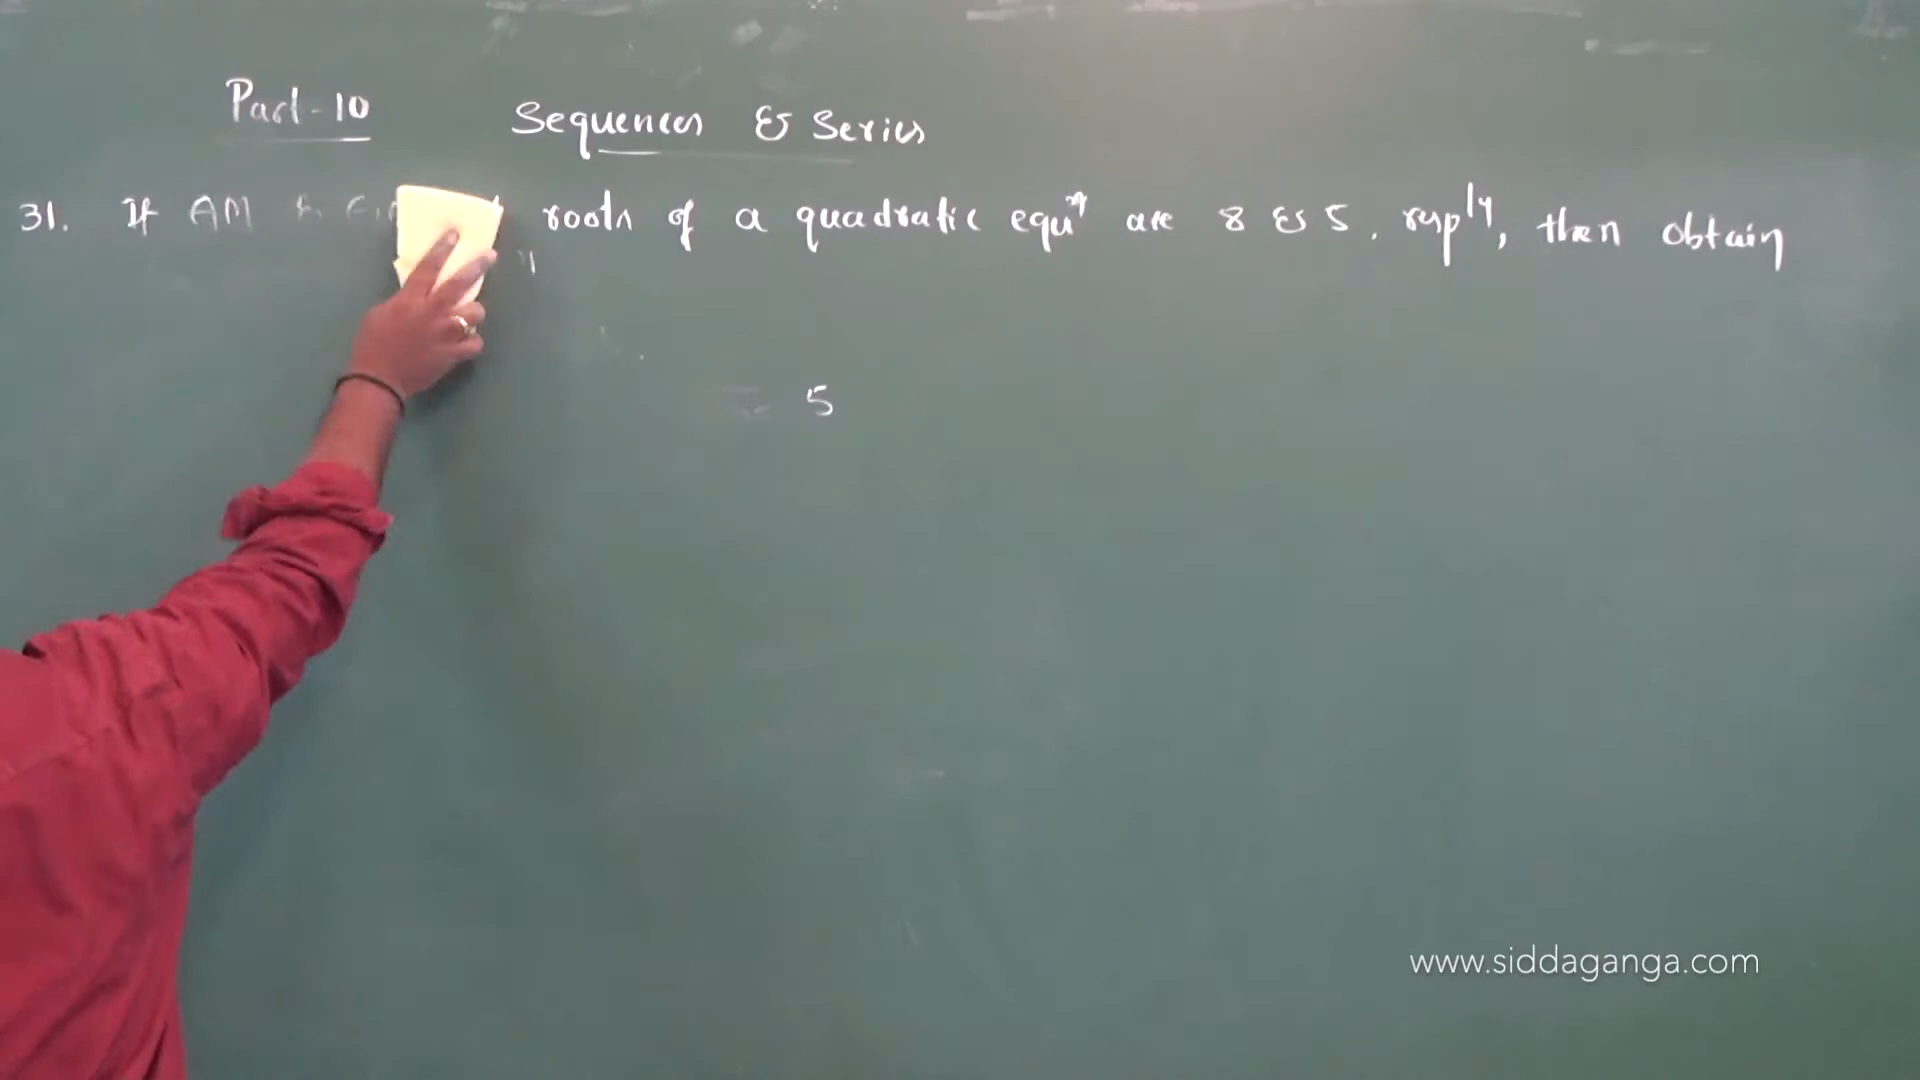 Part-10 Sequences & Series
31. If AM roots of a quadratic equⁿ are 8 & 5. resply, then obtain
= 5
www.siddaganga.com